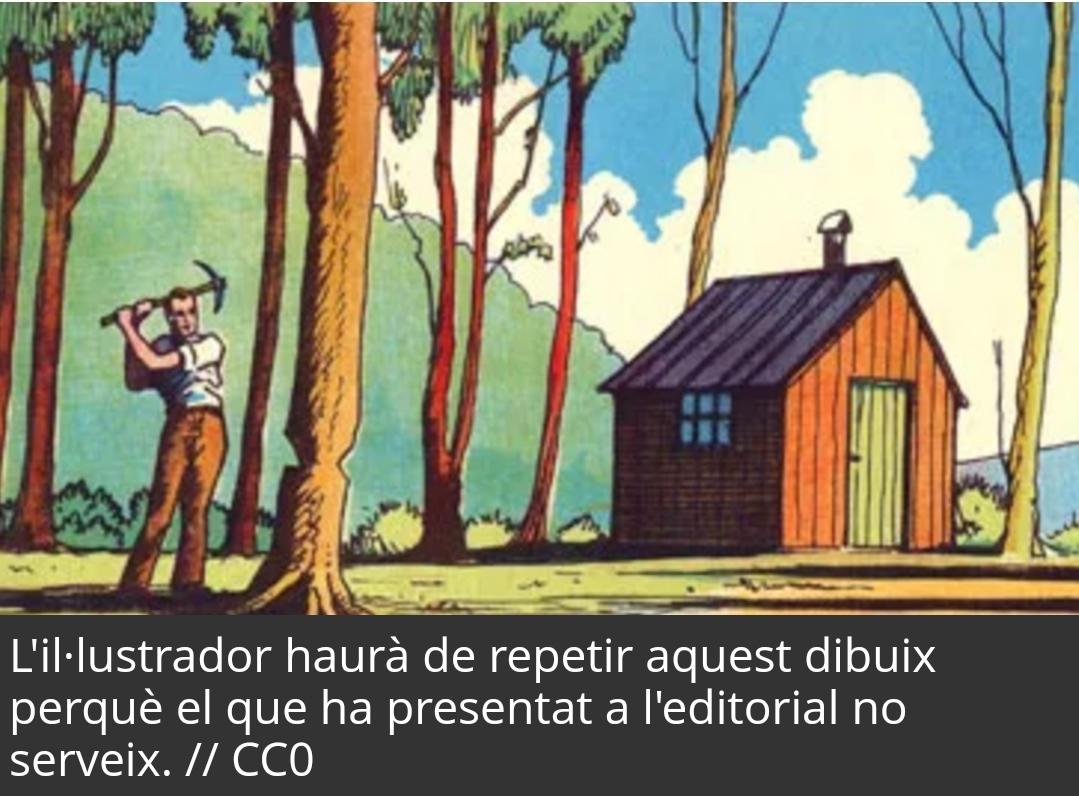 L'il·lustrador haurà de repetir aquest dibuix
perquè el que ha presentat a l'editorial no
serveix. // CC0